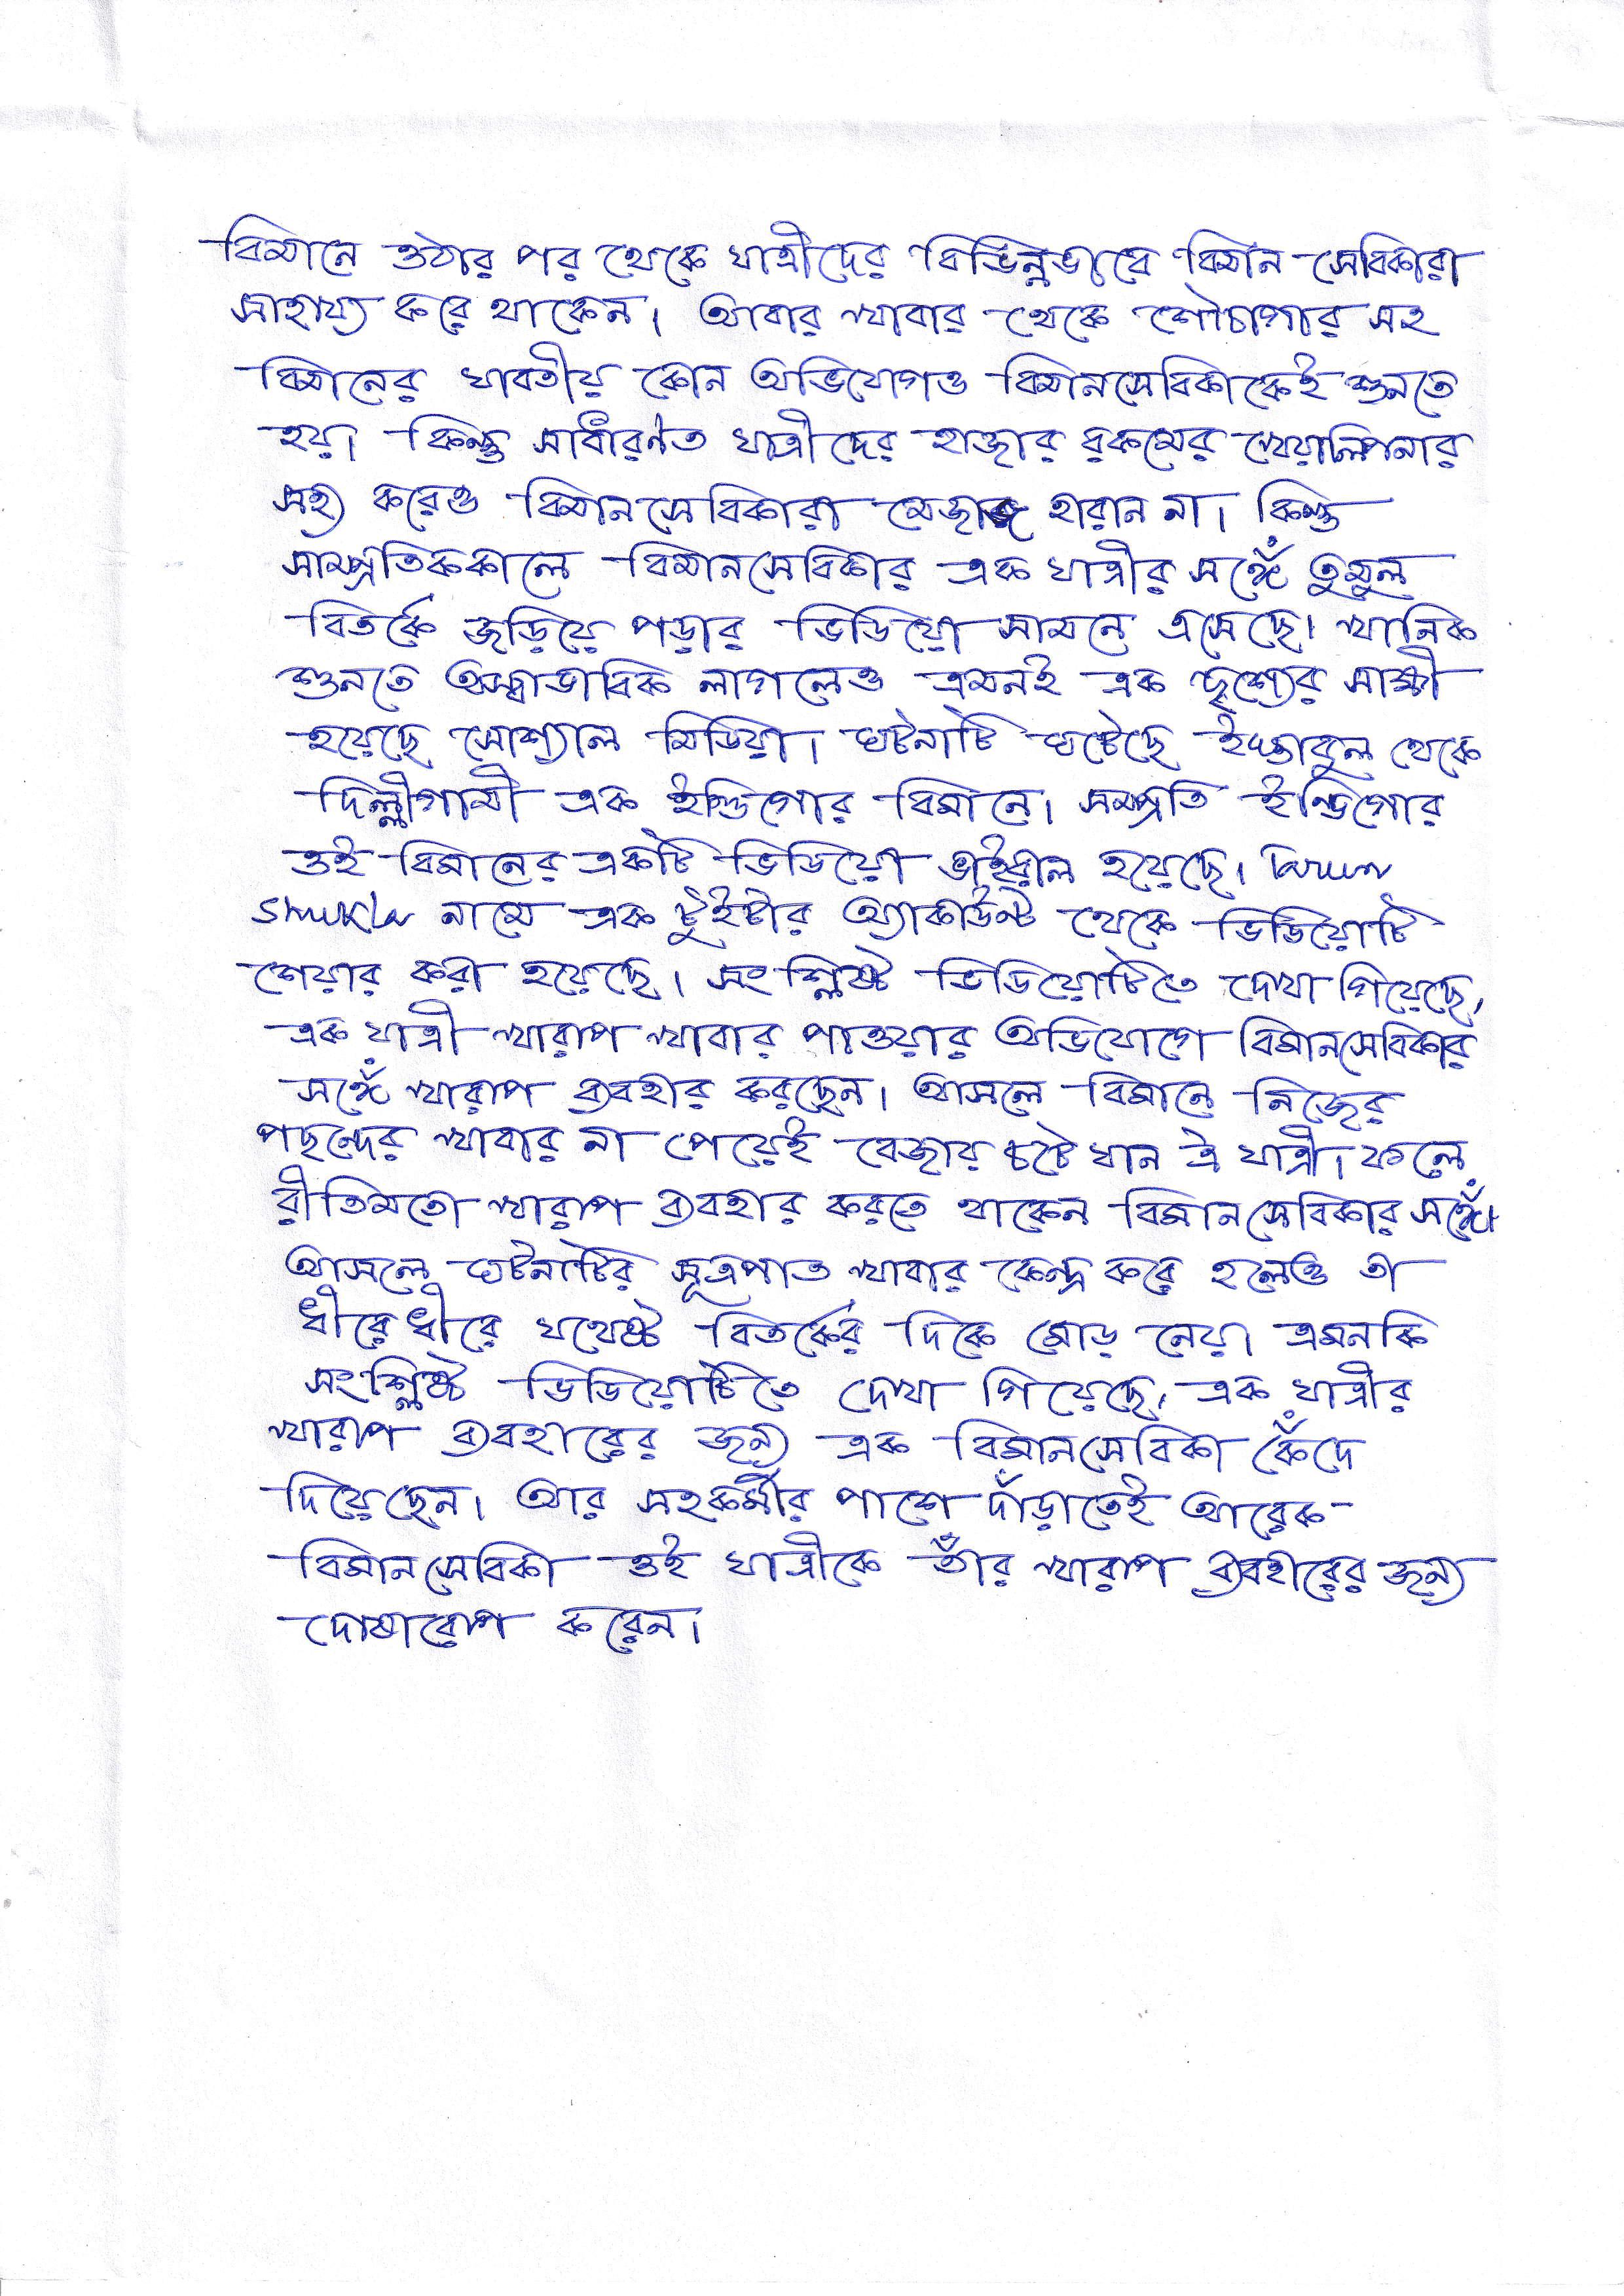 বিমানে ওঠার পর থেকে যাত্রীদের বিভিন্নভাবে বিমান সেবিকারা
সাহায্য করে থাকেন। আবার খাবার থেকে শৌচাগার সহ
বিমানের যাবতীয় কোন অভিযোগও বিমানসেবিকাকেই শুনতে
হয়। কিন্তু সাধারণত যাত্রীদের হাজার রকমের খেয়ালিপনার
সহ্য করেও বিমানসেবিকারা মেজাজ হারান না। কিন্তু
সাম্প্রতিককালে বিমানসেবিকার এক যাত্রীর সঙ্গেঁ তুমুল
বিতর্কে জড়িয়ে পড়ার ভিডিয়ো সামনে এসেছে। খানিক
শুনতে অস্বাভাবিক লাগলেও এমনই এক দৃশ্যের সাক্ষী
হয়েছে সোশ্যাল মিডিয়া। ঘটনাটি ঘটেছে ইস্তাবুল থেকে
দিল্লীগামী এক ইন্ডিগোর বিমানে। সম্প্রতি ইন্ডিগোর
ওই বিমানের একটি ভিডিয়ো ভাইরাল হয়েছে। Tarun
Shukla নামে এক টুইটার অ্যাকাউন্ট থেকে ভিডিয়োটি
শেয়ার করা হয়েছে। সংশ্লিষ্ট ভিডিয়োটিতে দেখা গিয়েছে,
এক যাত্রী খারাপ খাবার পাওয়ার অভিযোগে বিমানসেবিকার
সঙ্গেঁ খারাপ ব্যবহার করছেন। আসলে বিমানে নিজের
পছন্দের খাবার না পেয়েই বেজায় চটে যান ঐ যাত্রী। ফলে
রীতিমতো খারাপ ব্যবহার করতে থাকেন বিমানসেবিকার সঙ্গেঁ।
আসলে ঘটনাটির সূত্রপাত খাবার কেন্দ্র করে হলেও তা
ধীরে ধীরে যথেষ্ট বিতর্কের দিকে মোড় নেয়। এমনকি
সংশ্লিষ্ট ভিডিয়োটিতে দেখা গিয়েছে, এক যাত্রীর
খারাপ ব্যবহারের জন্য এক বিমানসেবিকা কেঁদে
দিয়েছেন। আর সহকর্মীর পাশে দাঁড়াতেই আরেক
বিমানসেবিকা ওই যাত্রীকে তাঁর খারাপ ব্যবহারের জন্য
দোষারোপ করেন।